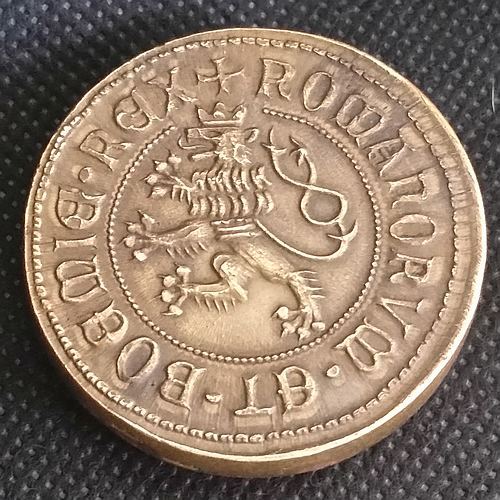 + ROMANORVM · ET · BOEMIE · REX